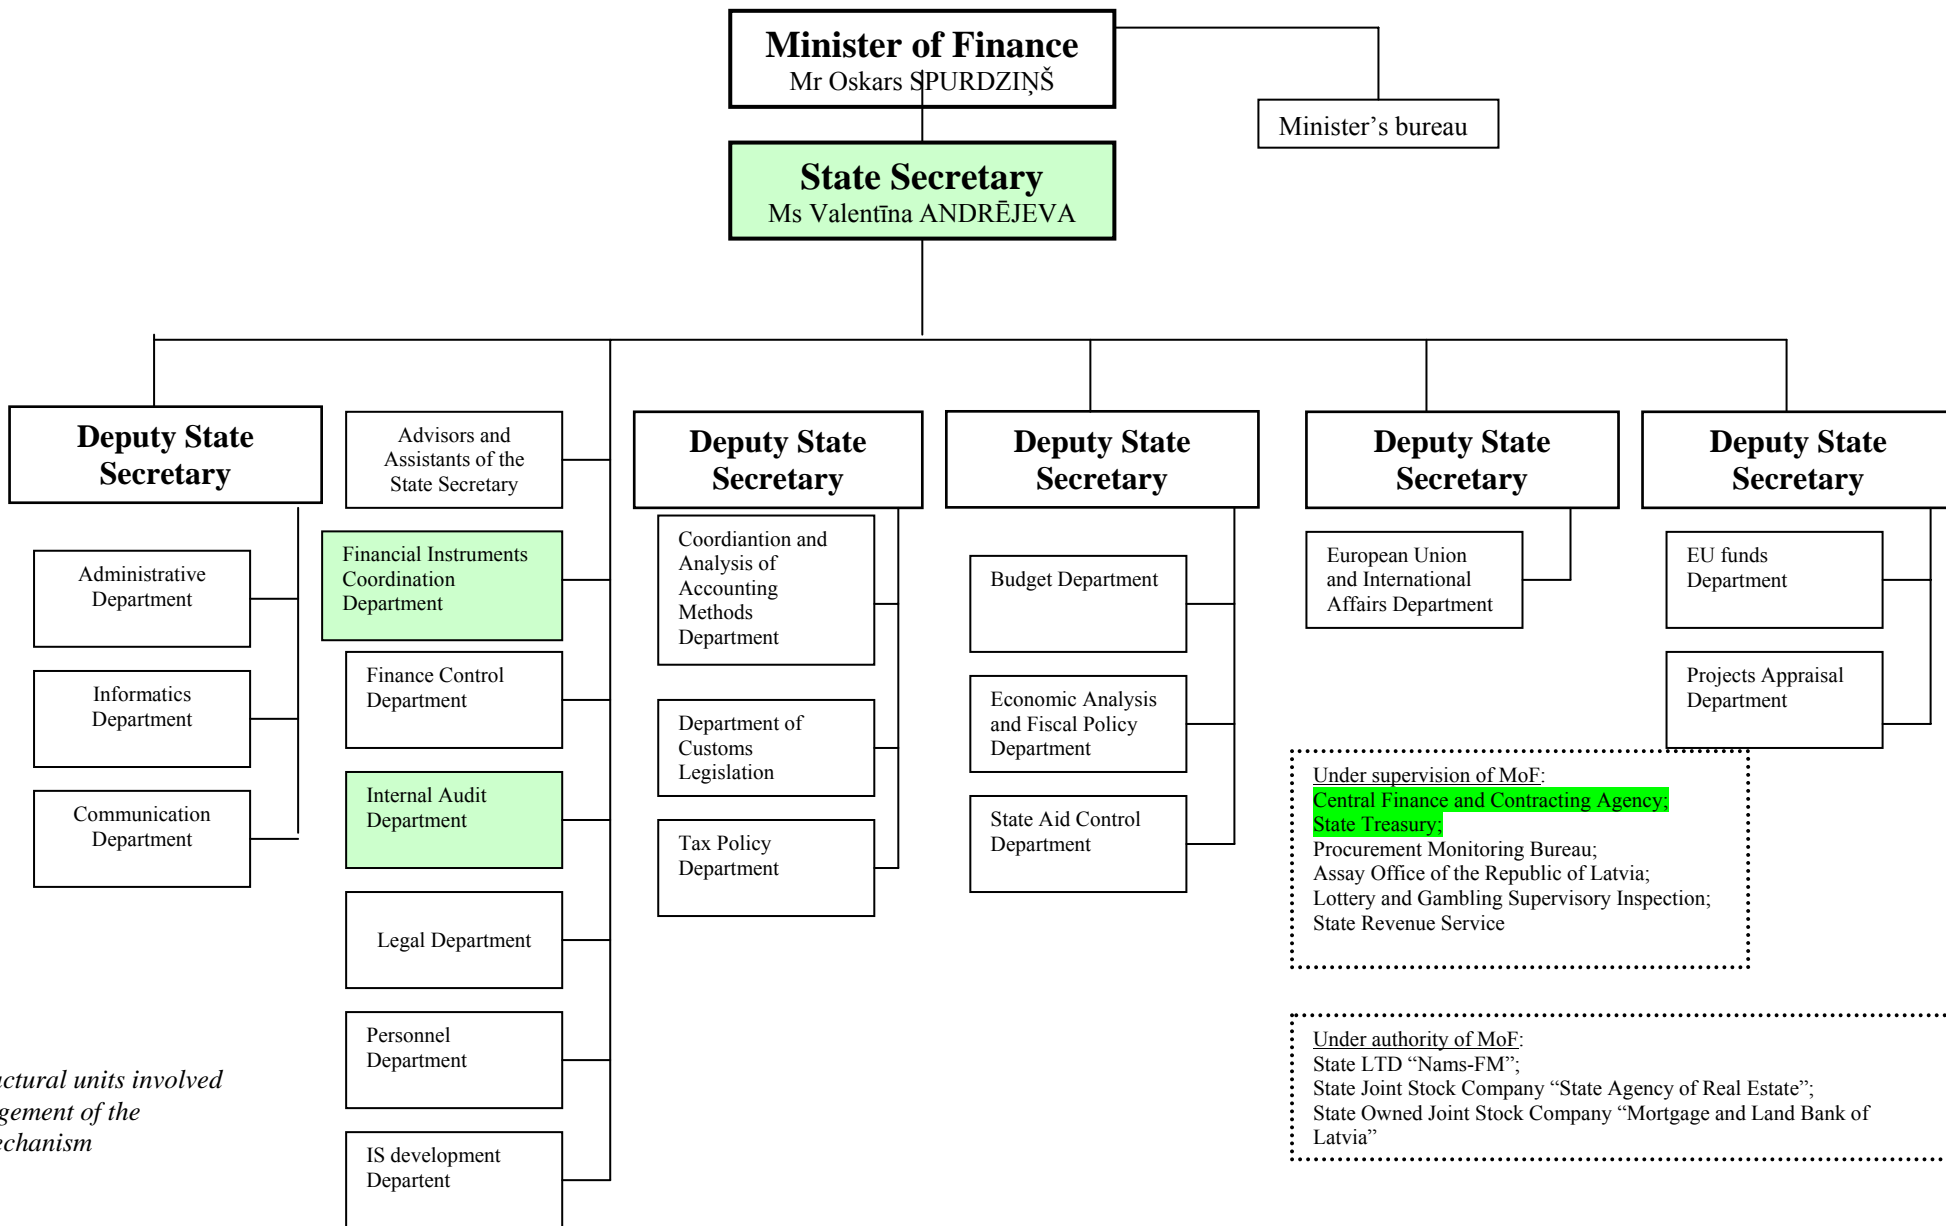 Minister of Finance
Mr Oskars SPURDZIŅŠ
Minister’s bureau
State Secretary
Ms Valentīna ANDRĒJEVA
Deputy State
Secretary
Administrative
Department
Informatics
Department
Communication
Department
Advisors and
Assistants of the
State Secretary
Financial Instruments
Coordination
Department
Finance Control
Department
Internal Audit
Department
Legal Department
Personnel
Department
IS development
Departent
Deputy State
Secretary
Coordiantion and
Analysis of
Accounting
Methods
Department
Department of
Customs
Legislation
Tax Policy
Department
Deputy State
Secretary
Budget Department
Economic Analysis
and Fiscal Policy
Department
State Aid Control
Department
Deputy State
Secretary
European Union
and International
Affairs Department
Deputy State
Secretary
EU funds
Department
Projects Appraisal
Department
Under supervision of MoF:
Central Finance and Contracting Agency;
State Treasury;
Procurement Monitoring Bureau;
Assay Office of the Republic of Latvia;
Lottery and Gambling Supervisory Inspection;
State Revenue Service
Under authority of MoF:
State LTD “Nams-FM”;
State Joint Stock Company “State Agency of Real Estate”;
State Owned Joint Stock Company “Mortgage and Land Bank of
Latvia”
units involved
of the